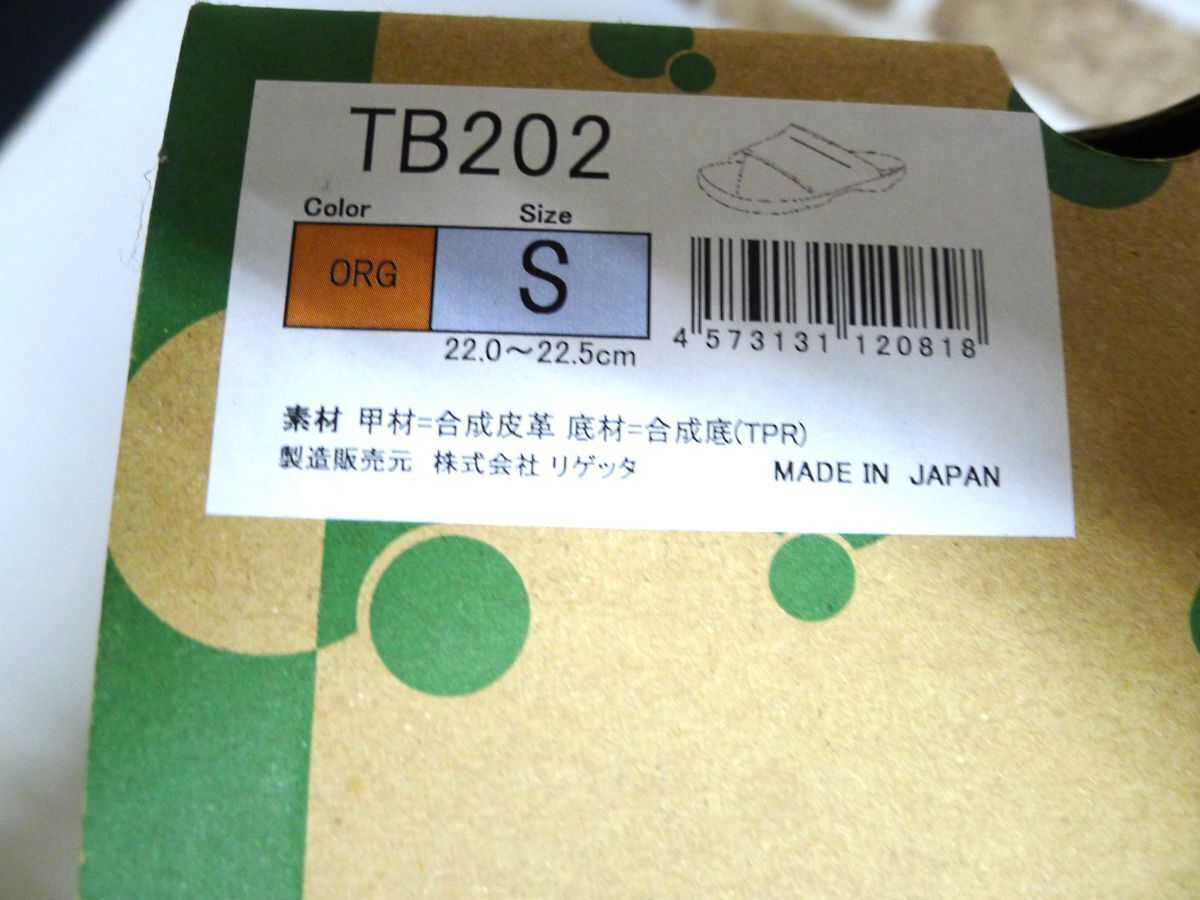 TB202
Color Size
ORG S
22.0～22.5cm
4 573131 120818
素材 甲材=合成皮革 底材=合成底(TPR)
製造販売元 株式会社 リゲッタ MADE IN JAPAN